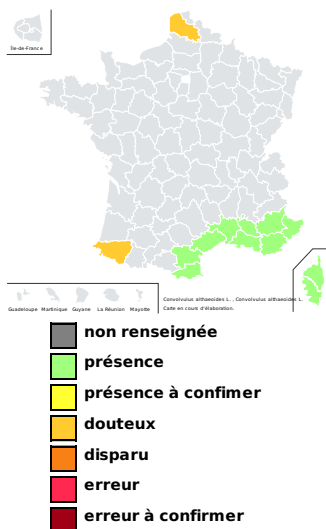 Île-de-France
Guadeloupe Martinique Guyane La Réunion Mayotte
Convolvulus althaeoides L. , Convolvulus althaeoides L.
Carte en cours d'élaboration.
non renseignée
présence
présence à confimer
douteux
disparu
erreur
erreur à confirmer